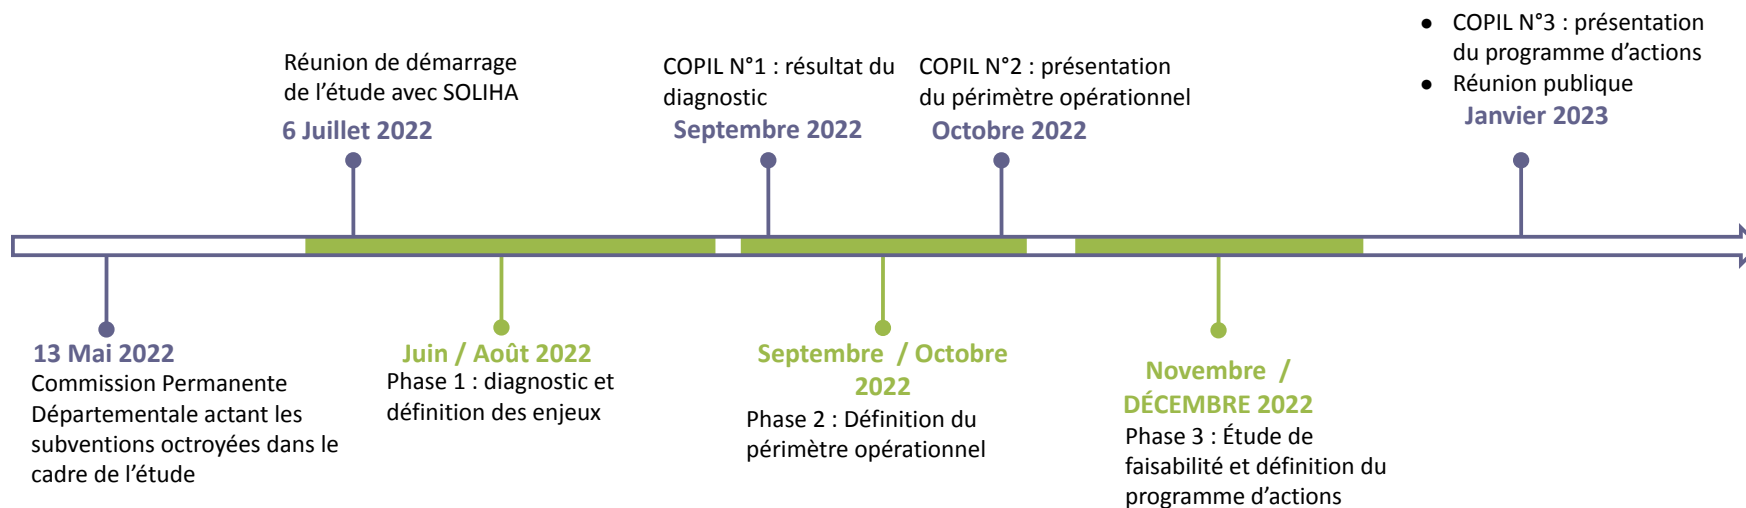 Réunion de démarrage
de l’étude avec SOLIHA
6 Juillet 2022
COPIL N°1 : résultat du
diagnostic
Septembre 2022
COPIL N°2 : présentation
du périmètre opérationnel
Octobre 2022
● COPIL N°3 : présentation
du programme d’actions
● Réunion publique
Janvier 2023
13 Mai 2022
Commission Permanente
Départementale actant les
subventions octroyées dans le
cadre de l’étude
Juin / Août 2022
Phase 1 : diagnostic et
définition des enjeux
Septembre / Octobre
2022
Phase 2 : Définition du
périmètre opérationnel
Novembre /
DÉCEMBRE 2022
Phase 3 : Étude de
faisabilité et définition du
programme d’actions